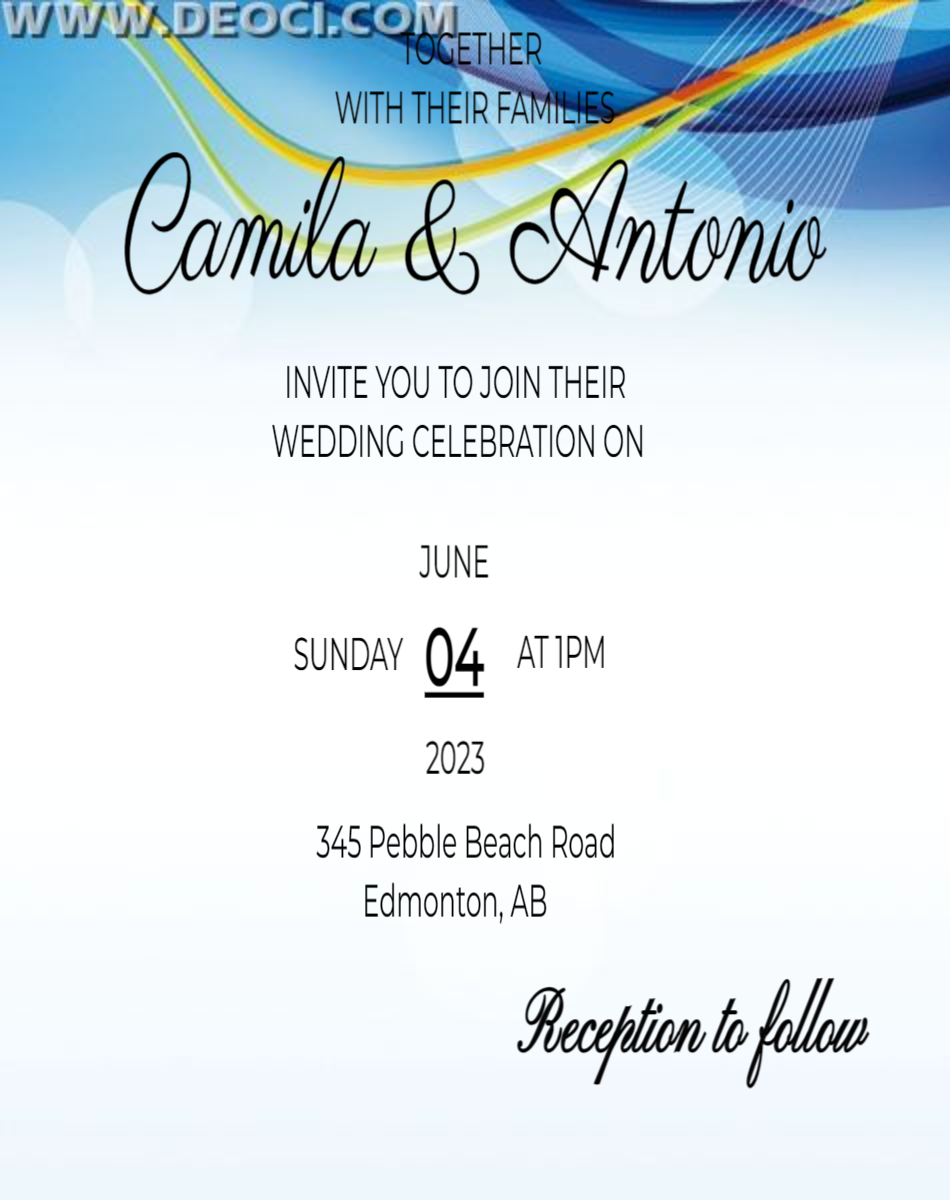 WWW.DEOCI.COM
TOGETHER
WITH THEIR FAMILIES
Camila & Antonio
INVITE YOU TO JOIN THEIR
WEDDING CELEBRATION ON
JUNE
SUNDAY 04 AT 1PM
2023
345 Pebble Beach Road
Edmonton, AB
Reception to follow